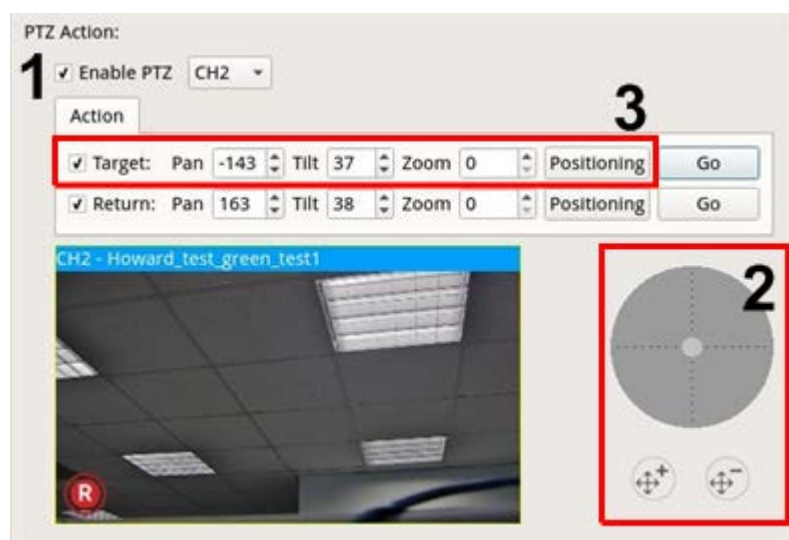 PTZ Action:
1 Enable PTZ CH2
Action
3
Target: Pan -143 Tilt 37 Zoom 0 Positioning Go
Return: Pan 163 Tilt 38 Zoom 0 Positioning Go
CH2 - Howard_test_green_test1
2
R